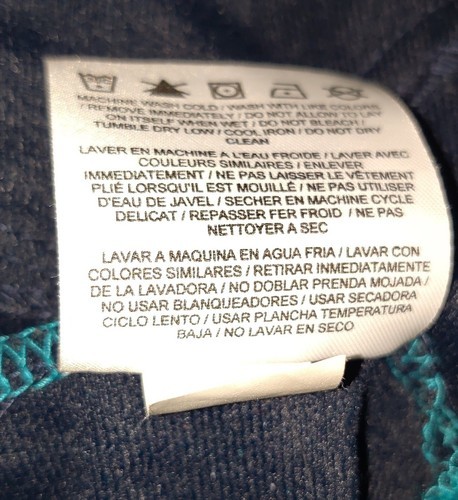 MACHINE WASH COLD / WASH WITH LIKE COLORS
/ REMOVE IMMEDIATELY / DO NOT ALLOW TO LAY
ON ITSELF WHEN WET / DO NOT BLEACH /
TUMBLE DRY LOW / COOL IRON / DO NOT DRY
CLEAN
LAVER EN MACHINE À L'EAU FROIDE / LAVER AVEC
COULEURS SIMILAIRES / ENLEVER
IMMEDIATEMENT / NE PAS LAISSER LE VÊTEMENT
PLIÉ LORSQU'IL EST MOUILLÉ / NE PAS UTILISER
D'EAU DE JAVEL / SECHER EN MACHINE CYCLE
DELICAT / REPASSER FER FROID / NE PAS
NETTOYER A SEC
LAVAR A MAQUINA EN AGUA FRIA / LAVAR CON
COLORES SIMILARES / RETIRAR INMEDIATAMENTE
DE LA LAVADORA / NO DOBLAR PRENDA MOJADA /
NO USAR BLANQUEADORES / USAR SECADORA
CICLO LENTO / USAR PLANCHA TEMPERATURA
BAJA / NO LAVAR EN SECO